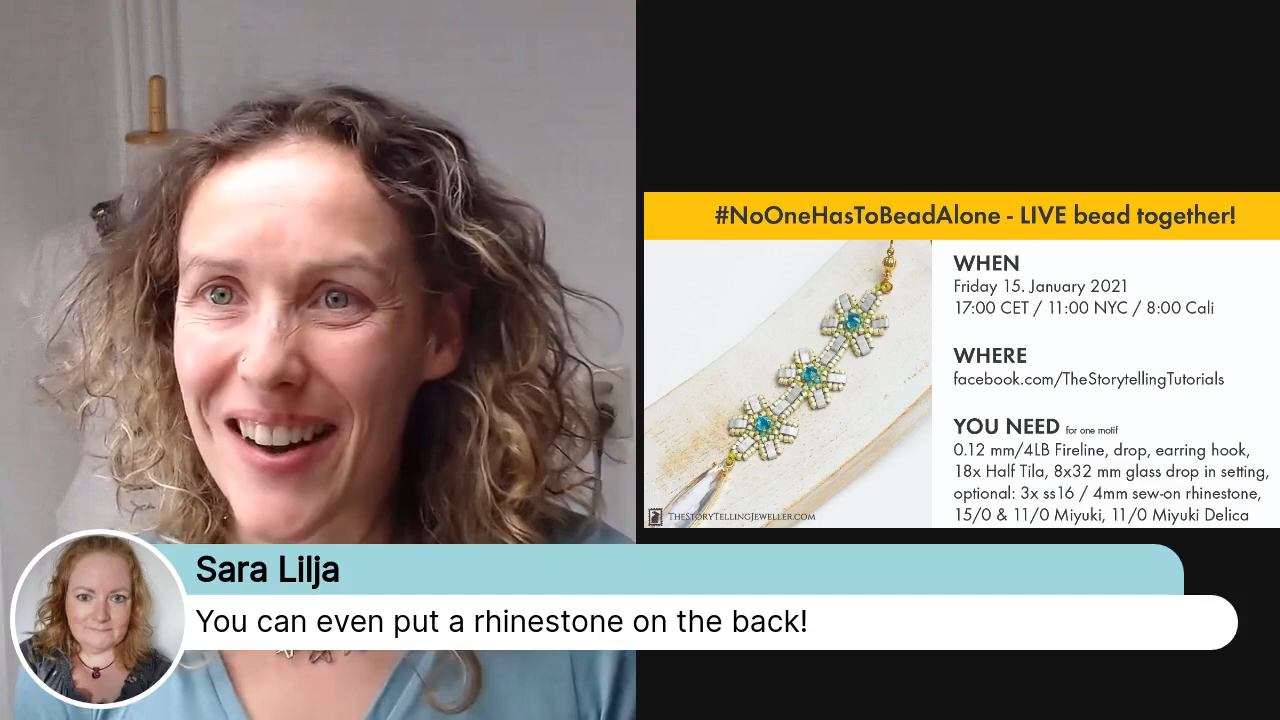 #NoOneHasToBeadAlone - LIVE bead together!
WHEN
Friday 15. January 2021
17:00 CET / 11:00 NYC / 8:00 Cali
WHERE
facebook.com/TheStorytellingTutorials
YOU NEED for one motif
0.12 mm/4LB Fireline, drop, earring hook,
18x Half Tila, 8x32 mm glass drop in setting,
optional: 3x ss16 / 4mm sew-on rhinestone,
15/0 & 11/0 Miyuki, 11/0 Miyuki Delica
THESTORYTELLINGJEWELLER.COM
Sara Lilja
You can even put a rhinestone on the back!